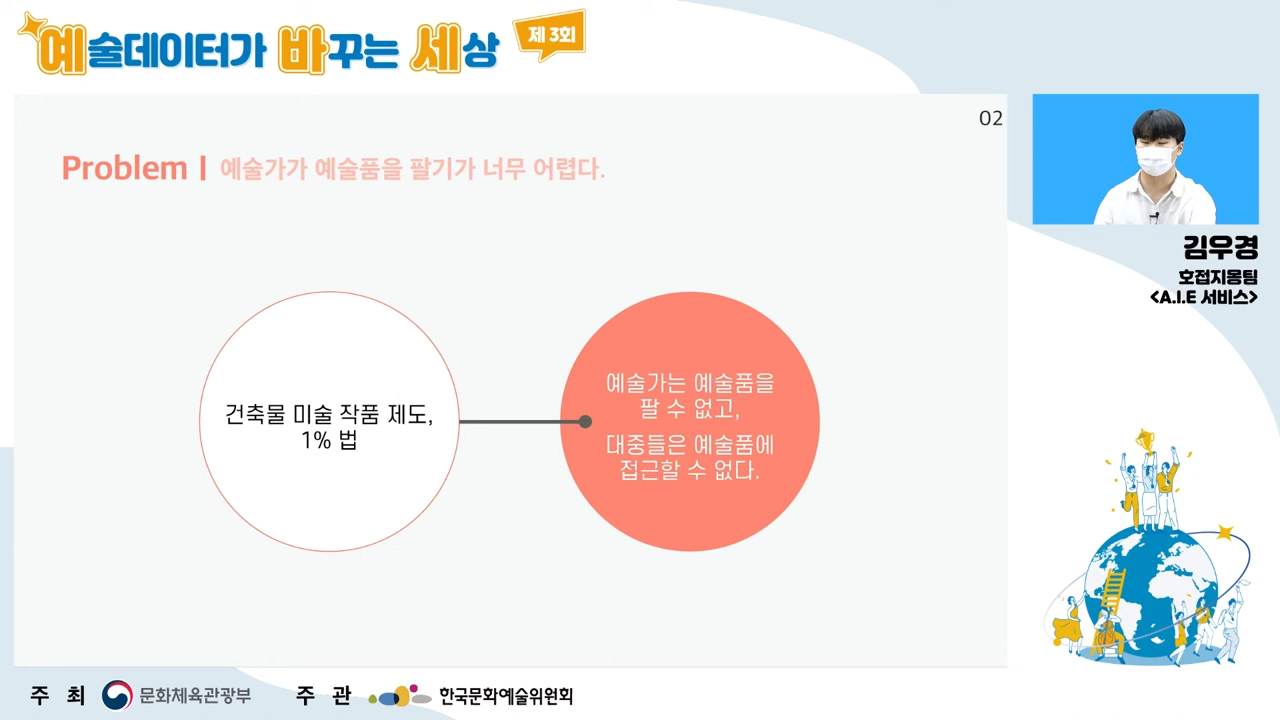 예술데이터가 바꾸는 세상
제 3회
02
Problem | 예술가가 예술품을 팔기가 너무 어렵다.
건축물 미술 작품 제도,
1% 법
예술가는 예술품을
팔 수 없고,
대중들은 예술품에
접근할 수 없다.
김우경
호접지몽팀
<A.I.E 서비스>
주 최 문화체육관광부 주 관 한국문화예술위원회